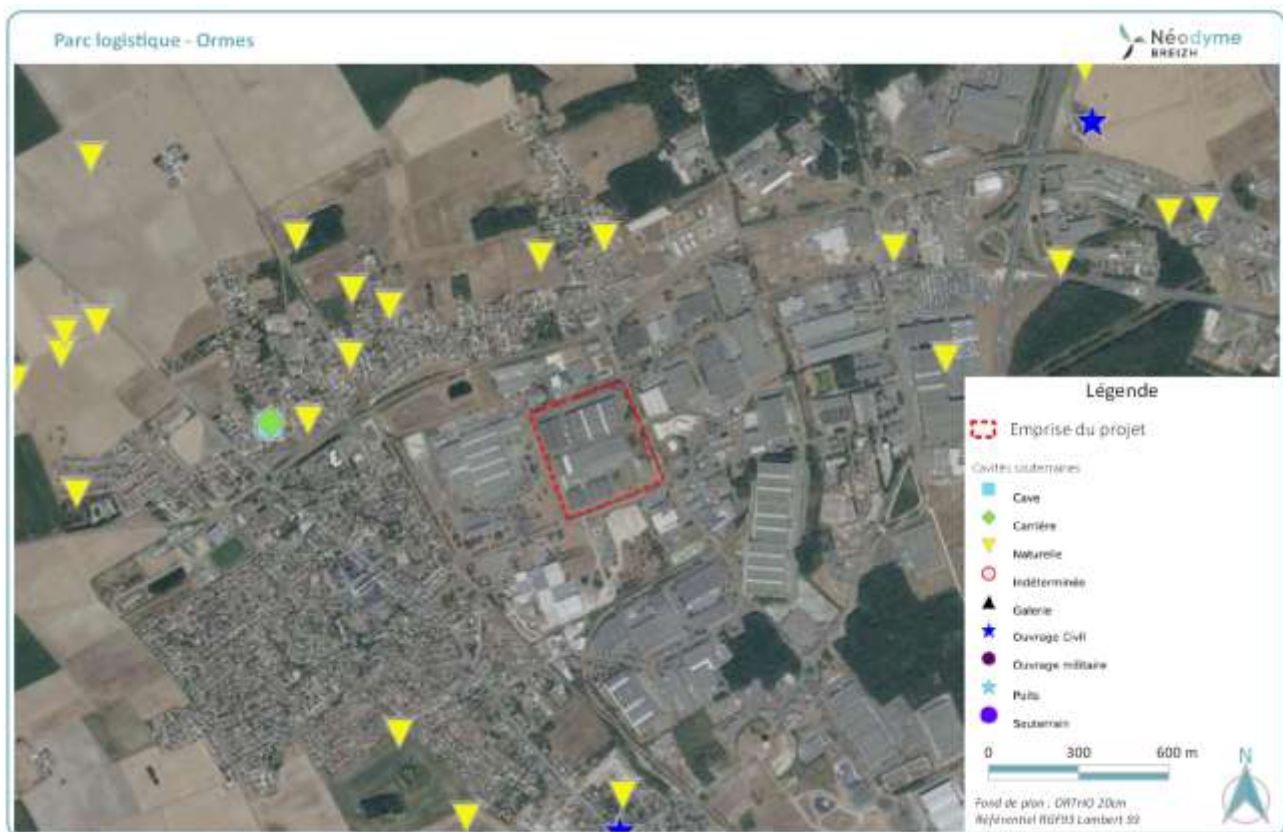 Parc logistique - Ormes
Néodyme
BREIZH
Légende
Emprise du projet
Cavités souterraines
Cave
Carrière
Naturelle
Indéterminée
Galerie
Ouvrage Civil
Ouvrage militaire
Puits
Souterrain
0 300 600 m
N
Fond de plan : ORTHO 20cm
Référentiel RGF93 Lambert 93